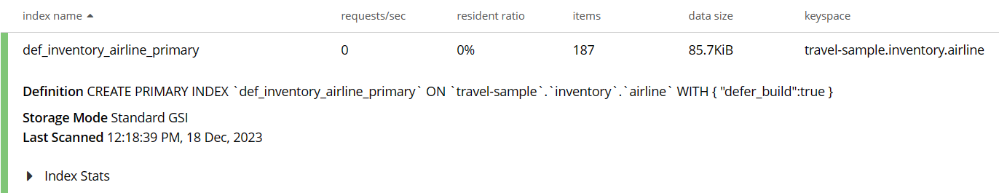 index name requests/sec resident ratio items data size keyspace
def_inventory_airline_primary 0 0% 187 85.7KiB travel-sample.inventory.airline
Definition CREATE PRIMARY INDEX `def_inventory_airline_primary` ON `travel-sample`.`inventory`.`airline` WITH { "defer_build":true }
Storage Mode Standard GSI
Last Scanned 12:18:39 PM, 18 Dec, 2023
Index Stats